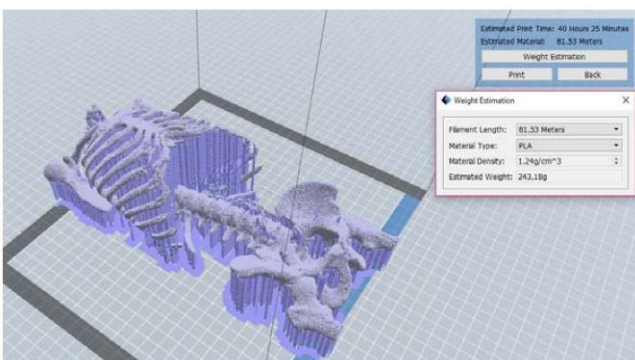 Estimated Print Time: 40 Hours 25 Minutes
Estimated Material: 81.53 Meters
Weight Estimation
Print Back
Weight Estimation
Filament Length: 81.53 Meters
Material Type: PLA
Material Density: 1.24g/cm^3
Estimated Weight: 243.18g